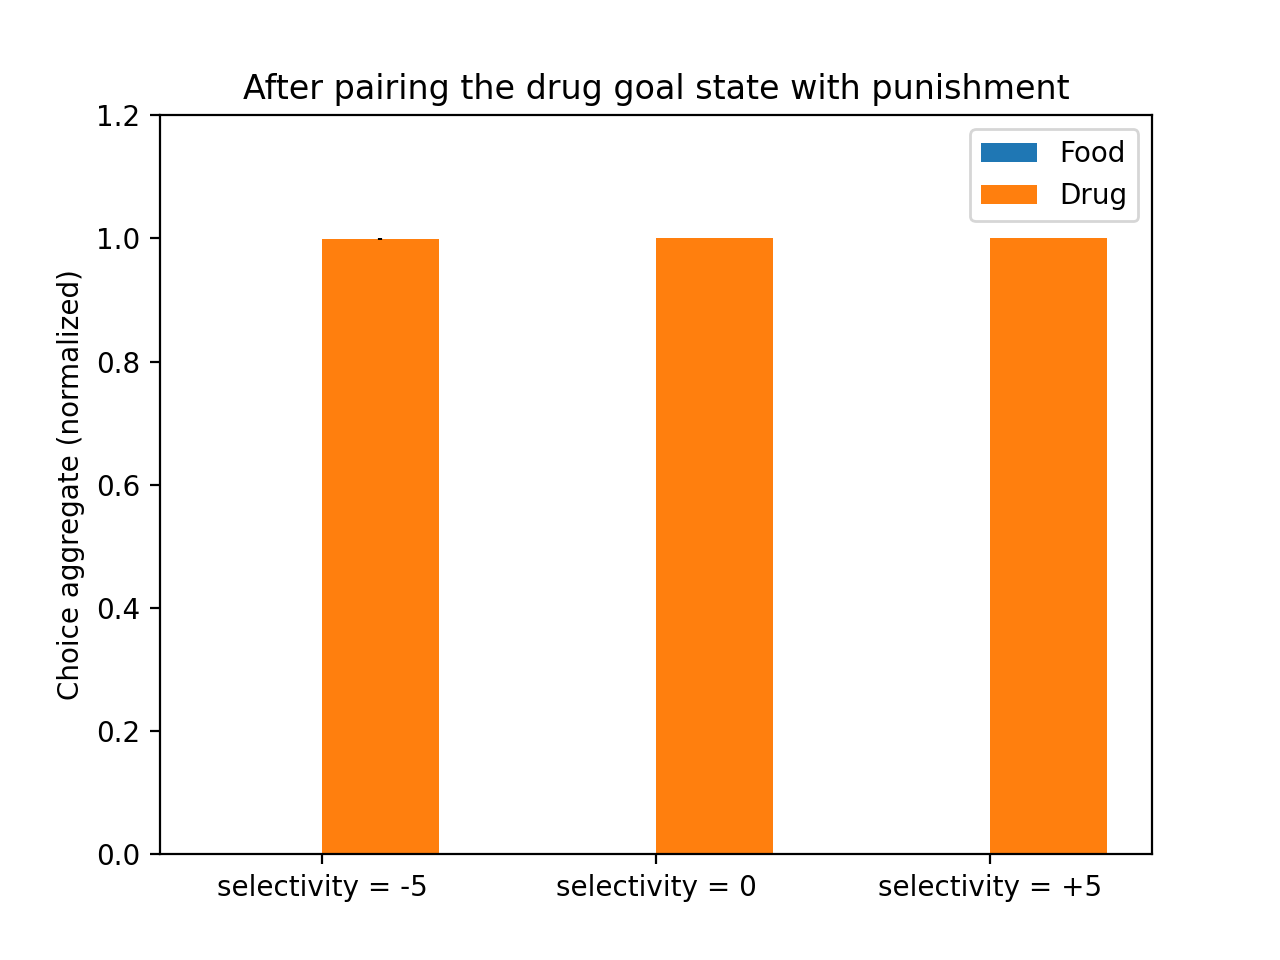 After pairing the drug goal state with punishment
1.2
1.0
0.8
0.6
0.4
0.2
0.0
Choice aggregate (normalized)
Food
Drug
selectivity = -5
selectivity = 0
selectivity = +5